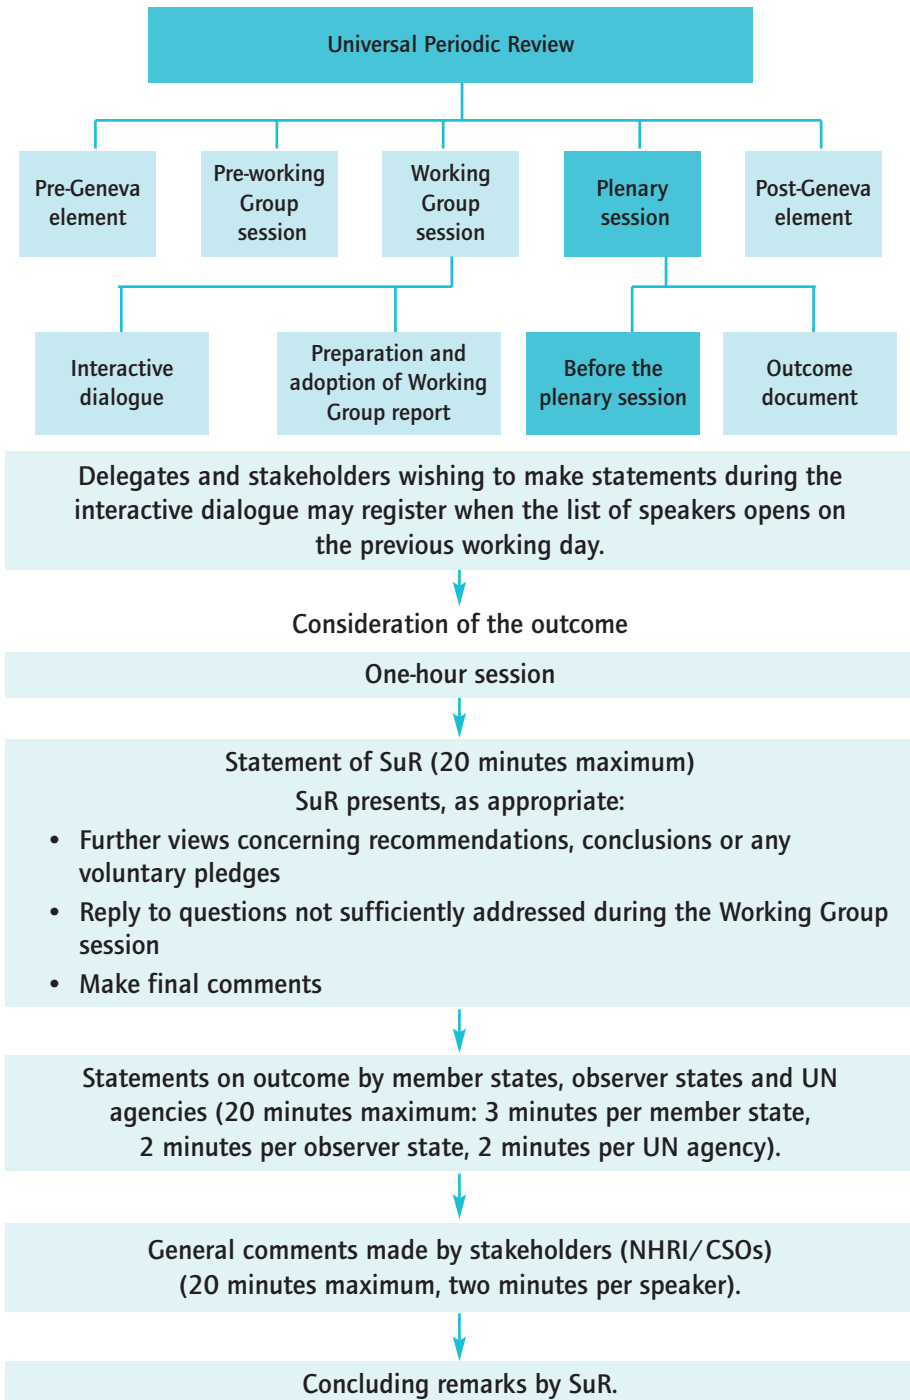 Universal Periodic Review
Pre-Geneva
element
Pre-working
Group
session
Working
Group
session
Plenary
session
Post-Geneva
element
Interactive
dialogue
Preparation and
adoption of Working
Group report
Before the
plenary session
Outcome
document
Delegates and stakeholders wishing to make statements during the
interactive dialogue may register when the list of speakers opens on
the previous working day.
Consideration of the outcome
One-hour session
Statement of SuR (20 minutes maximum)
SuR presents, as appropriate:
• Further views concerning recommendations, conclusions or any
voluntary pledges
• Reply to questions not sufficiently addressed during the Working Group
session
• Make final comments
Statements on outcome by member states, observer states and UN
agencies (20 minutes maximum: 3 minutes per member state,
2 minutes per observer state, 2 minutes per UN agency).
General comments made by stakeholders (NHRI/CSOs)
(20 minutes maximum, two minutes per speaker).
Concluding remarks by SuR.